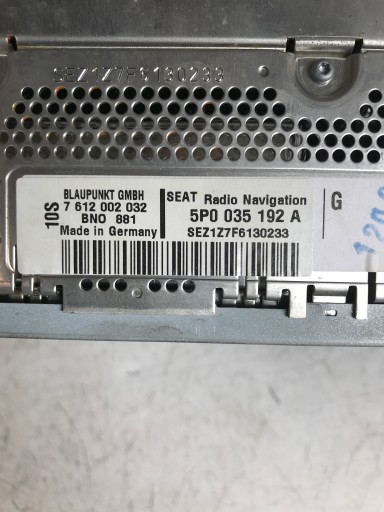 SEZ1Z7F6130233
10S
BLAUPUNKT GMBH
7 612 002 032
BNO 881
Made in Germany
SEAT Radio Navigation
5P0 035 192 A
SEZ1Z7F6130233
G